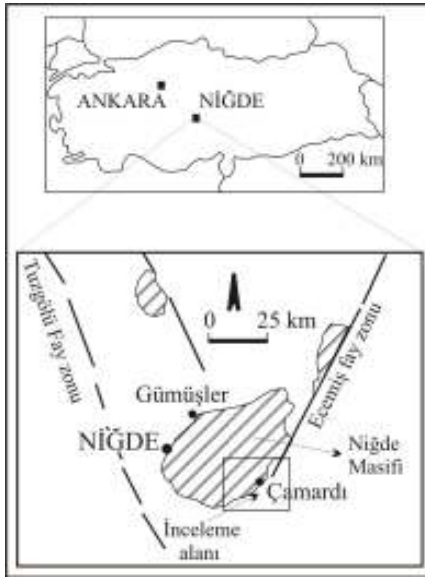 ANKARA
NİĞDE
0 200 km
Tuzgölü Fay zonu
0 25 km
Ecemiş fay zonu
Gümüşler
NİĞDE
Niğde
Masifi
Çamardı
İnceleme
alanı